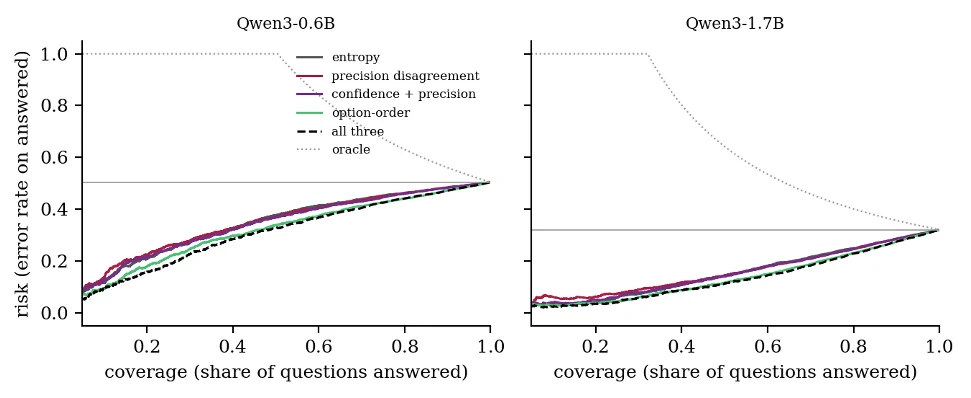 Qwen3-0.6B
Qwen3-1.7B
risk (error rate on answered)
1.0
0.8
0.6
0.4
0.2
0.0
entropy
precision disagreement
confidence + precision
option-order
all three
oracle
0.2 0.4 0.6 0.8 1.0
0.2 0.4 0.6 0.8 1.0
coverage (share of questions answered)
coverage (share of questions answered)